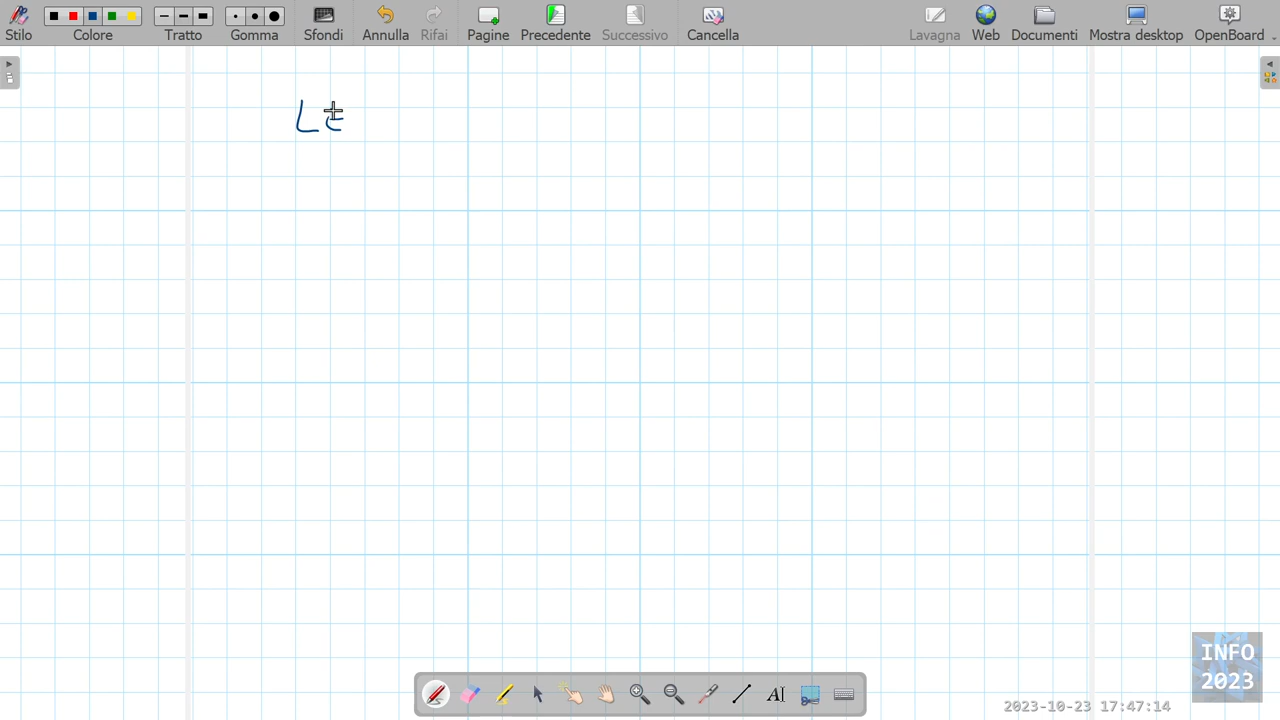 Stilo Colore Tratto Gomma Sfondi Annulla Rifai Pagine Precedente Successivo Cancella Lavagna Web Documenti Mostra desktop OpenBoard
Le
INFO
2023
2023-10-23 17:47:14